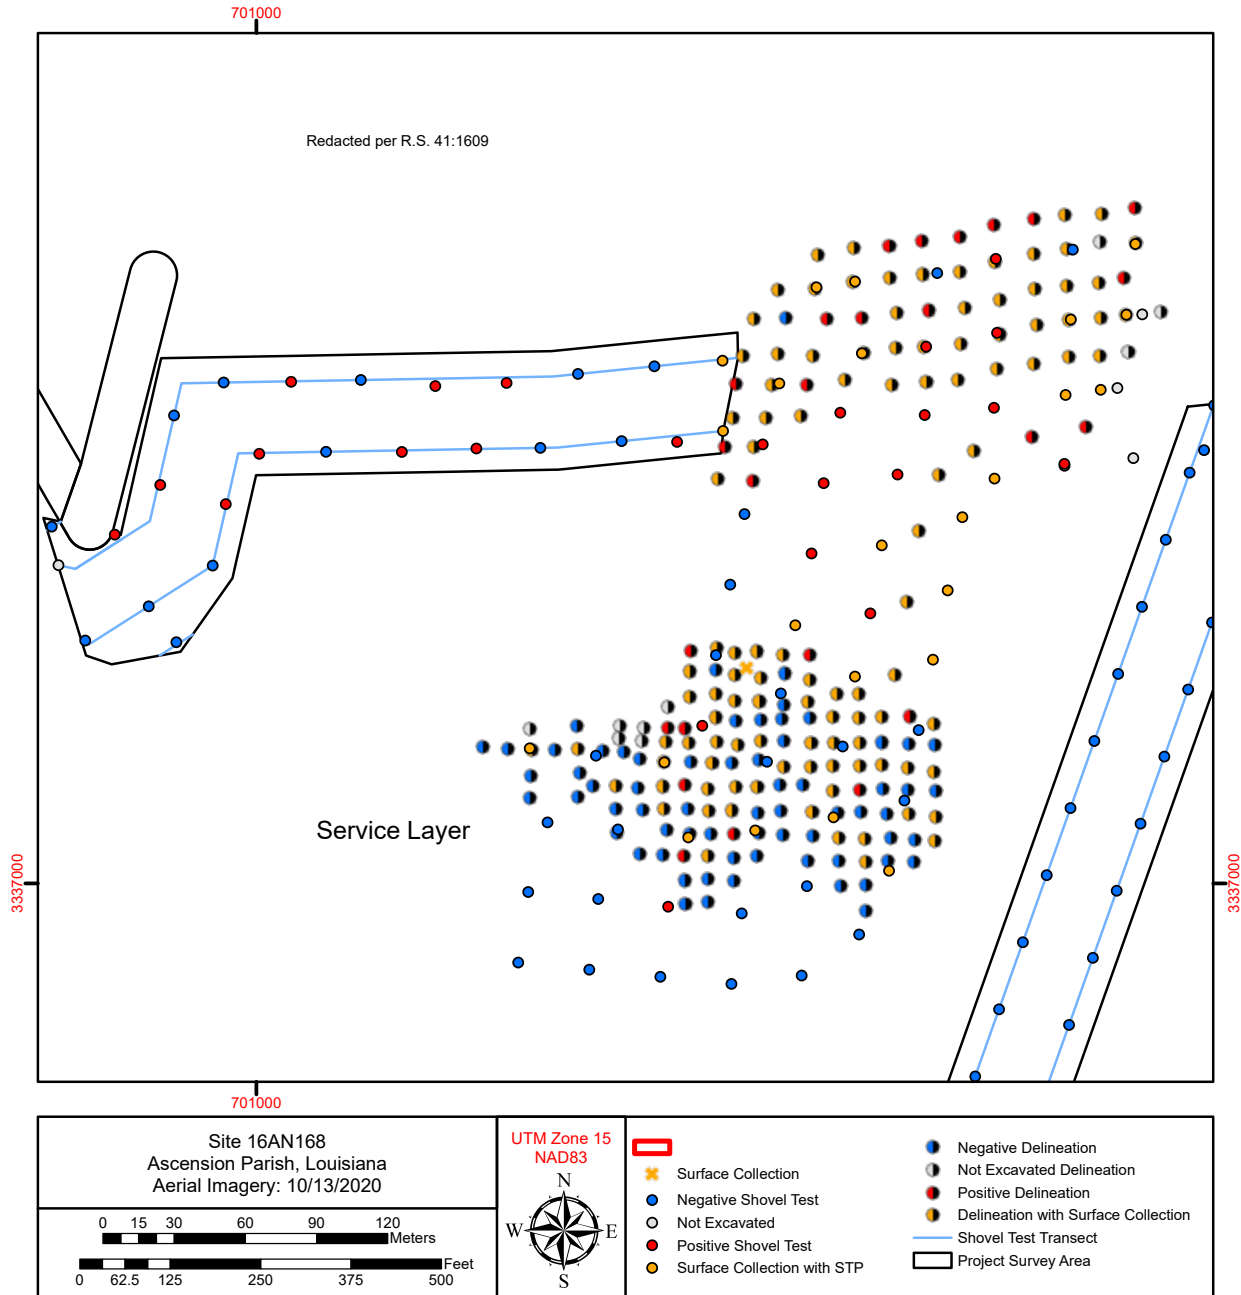 701000
Redacted per R.S. 41:1609
Service Layer
3337000
3337000
701000
Site 16AN168
Ascension Parish, Louisiana
Aerial Imagery: 10/13/2020
0 15 30 60 90 120
Meters
Feet
0 62.5 125 250 375 500
UTM Zone 15
NAD83
N
W E
S
Surface Collection
Negative Shovel Test
Not Excavated
Positive Shovel Test
Surface Collection with STP
Negative Delineation
Not Excavated Delineation
Positive Delineation
Delineation with Surface Collection
Shovel Test Transect
Project Survey Area